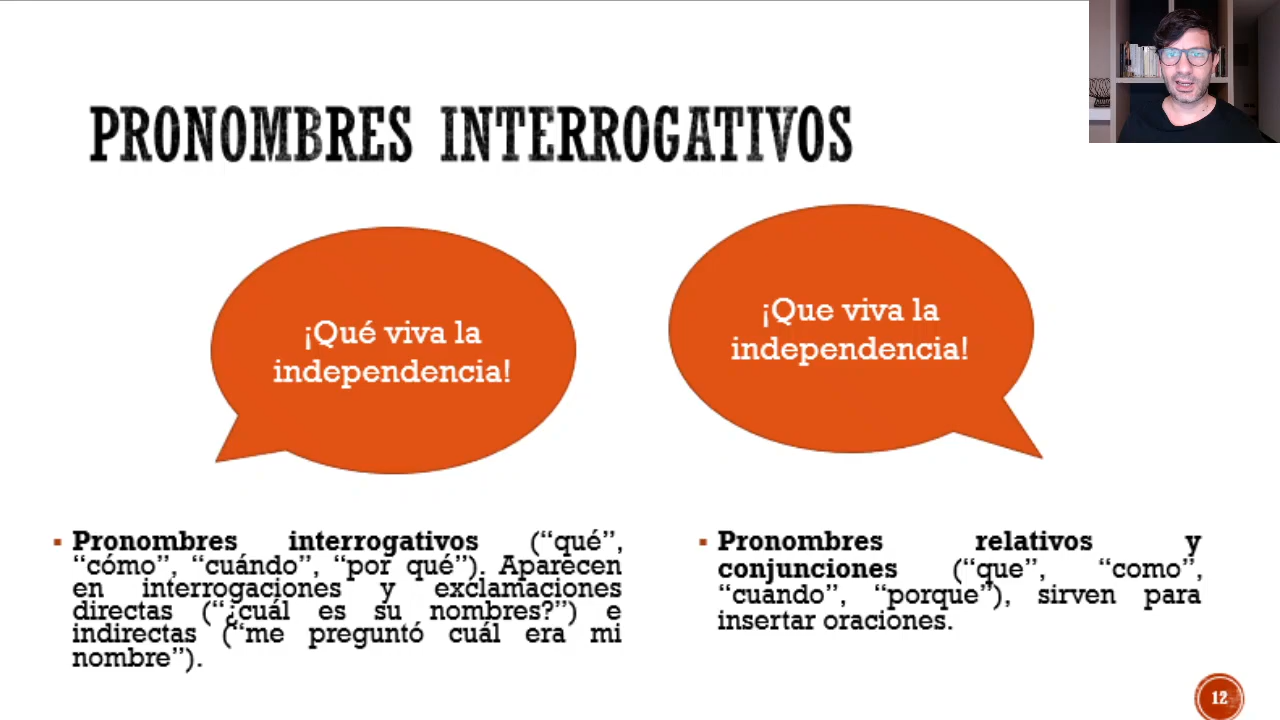 PRONOMBRES INTERROGATIVOS
¡Qué viva la
independencia!
¡Que viva la
independencia!
▪ Pronombres interrogativos (“qué”,
“cómo”, “cuándo”, “por qué”). Aparecen
en interrogaciones y exclamaciones
directas (“¿cuál es su nombres?”) e
indirectas (“me preguntó cuál era mi
nombre”).
▪ Pronombres relativos y
conjunciones (“que”, “como”,
“cuando”, “porque”), sirven para
insertar oraciones.
12